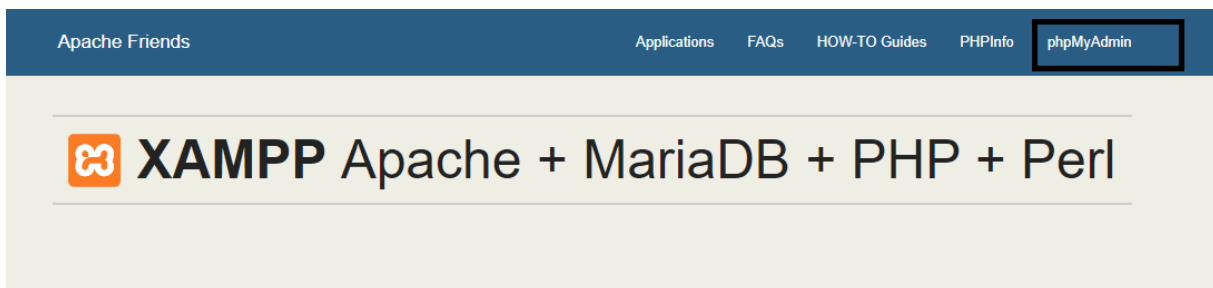 Apache Friends Applications FAQs HOW-TO Guides PHPInfo phpMyAdmin
XAMPP Apache + MariaDB + PHP + Perl